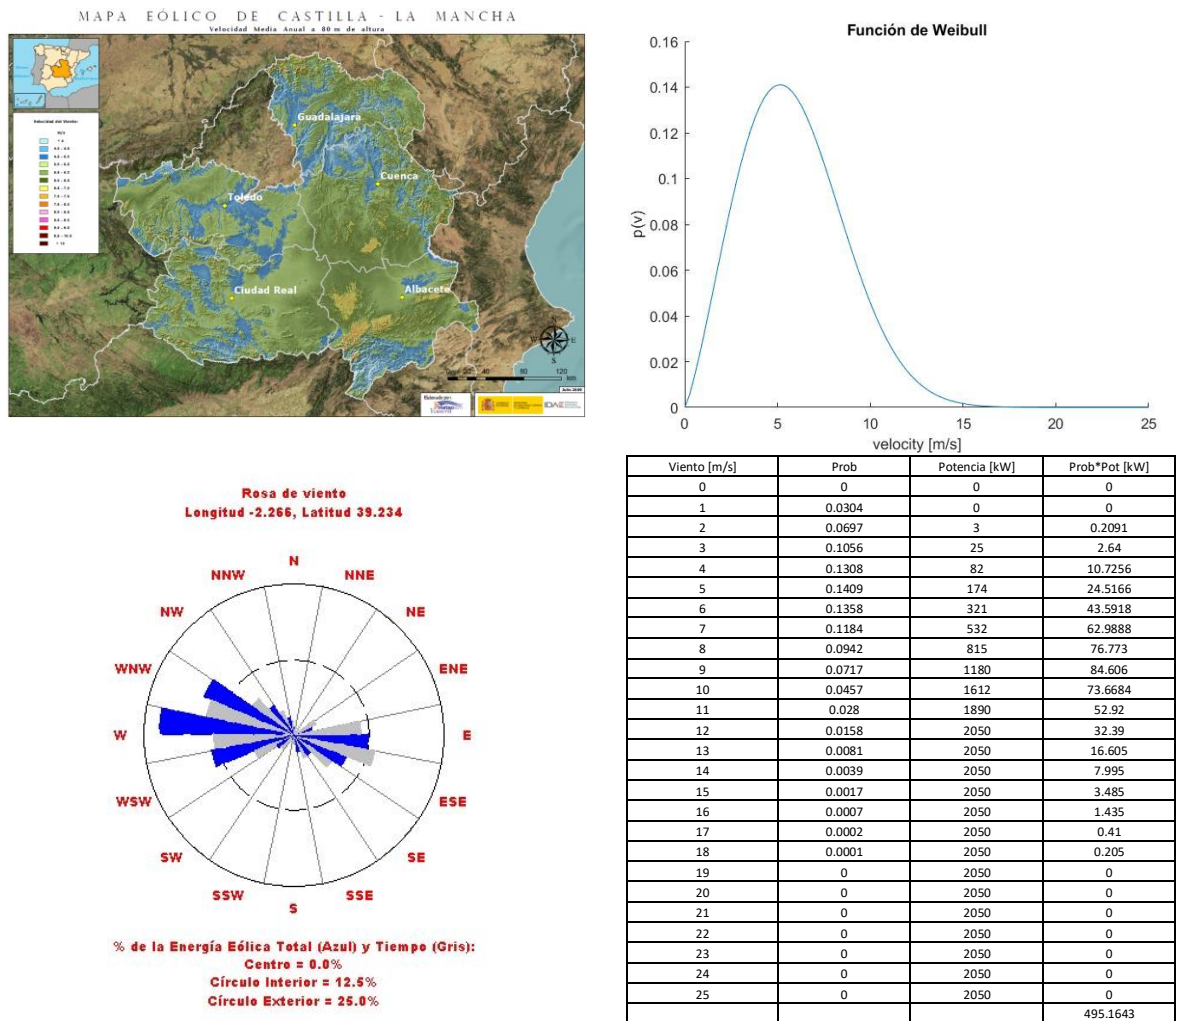 MAPA EÓLICO DE CASTILLA - LA MANCHA
Velocidad Media Anual a 80 m de altura
Guadalajara
Cuenca
Toledo
Ciudad Real
Albacete
Velocidad del Viento:
Función de Weibull
0.16
0.14
0.12
0.1
0.08
0.06
0.04
0.02
0
p(v)
0 5 10 15 20 25
velocity [m/s]
Rosa de viento
Longitud -2.266, Latitud 39.234
N
NNW NNE
NW NE
WNW ENE
W E
WSW ESE
SW SE
SSW SSE
S
% de la Energía Eólica Total (Azul) y Tiempo (Gris):
Centro = 0.0%
Círculo Interior = 12.5%
Círculo Exterior = 25.0%
Viento [m/s] Prob Potencia [kW] Prob*Pot [kW]
0 0 0 0
1 0.0304 0 0
2 0.0697 3 0.2091
3 0.1056 25 2.64
4 0.1308 82 10.7256
5 0.1409 174 24.5166
6 0.1358 321 43.5918
7 0.1184 532 62.9888
8 0.0942 815 76.773
9 0.0717 1180 84.606
10 0.0457 1612 73.6684
11 0.028 1890 52.92
12 0.0158 2050 32.39
13 0.0081 2050 16.605
14 0.0039 2050 7.995
15 0.0017 2050 3.485
16 0.0007 2050 1.435
17 0.0002 2050 0.41
18 0.0001 2050 0.205
19 0 2050 0
20 0 2050 0
21 0 2050 0
22 0 2050 0
23 0 2050 0
24 0 2050 0
25 0 2050 0
495.1643